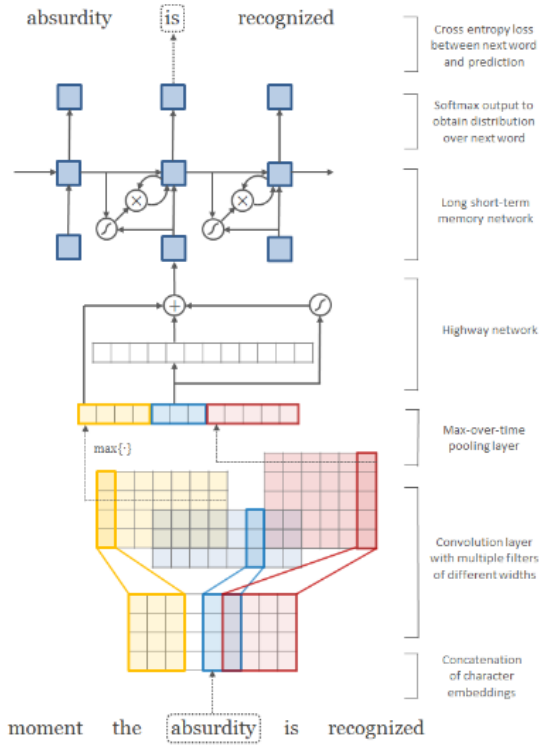 absurdity is recognized
Cross entropy loss
between next word
and prediction
Softmax output to
obtain distribution
over next word
Long short-term
memory network
Highway network
Max-over-time
pooling layer
max{·}
Convolution layer
with multiple filters
of different widths
Concatenation
of character
embeddings
moment the absurdity is recognized